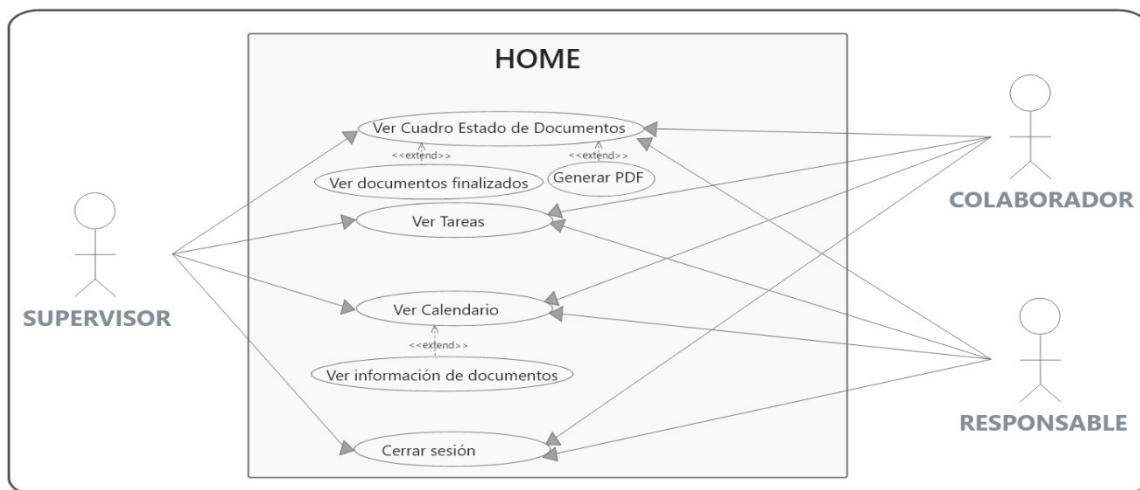 HOME
Ver Cuadro Estado de Documentos
<<extend>>
<<extend>>
Ver documentos finalizados
Generar PDF
COLABORADOR
Ver Tareas
SUPERVISOR
Ver Calendario
<<extend>>
Ver información de documentos
RESPONSABLE
Cerrar sesión